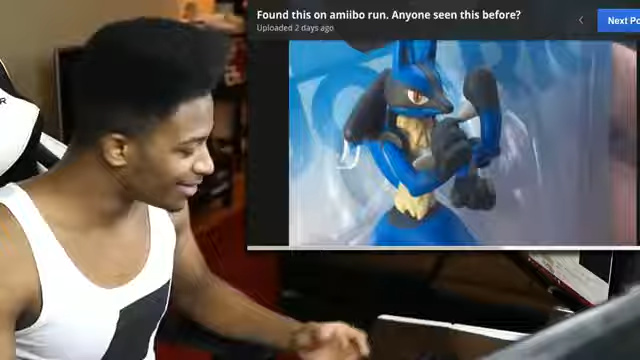 Found this on amiibo run. Anyone seen this before?
Uploaded 2 days ago
Next Po
R